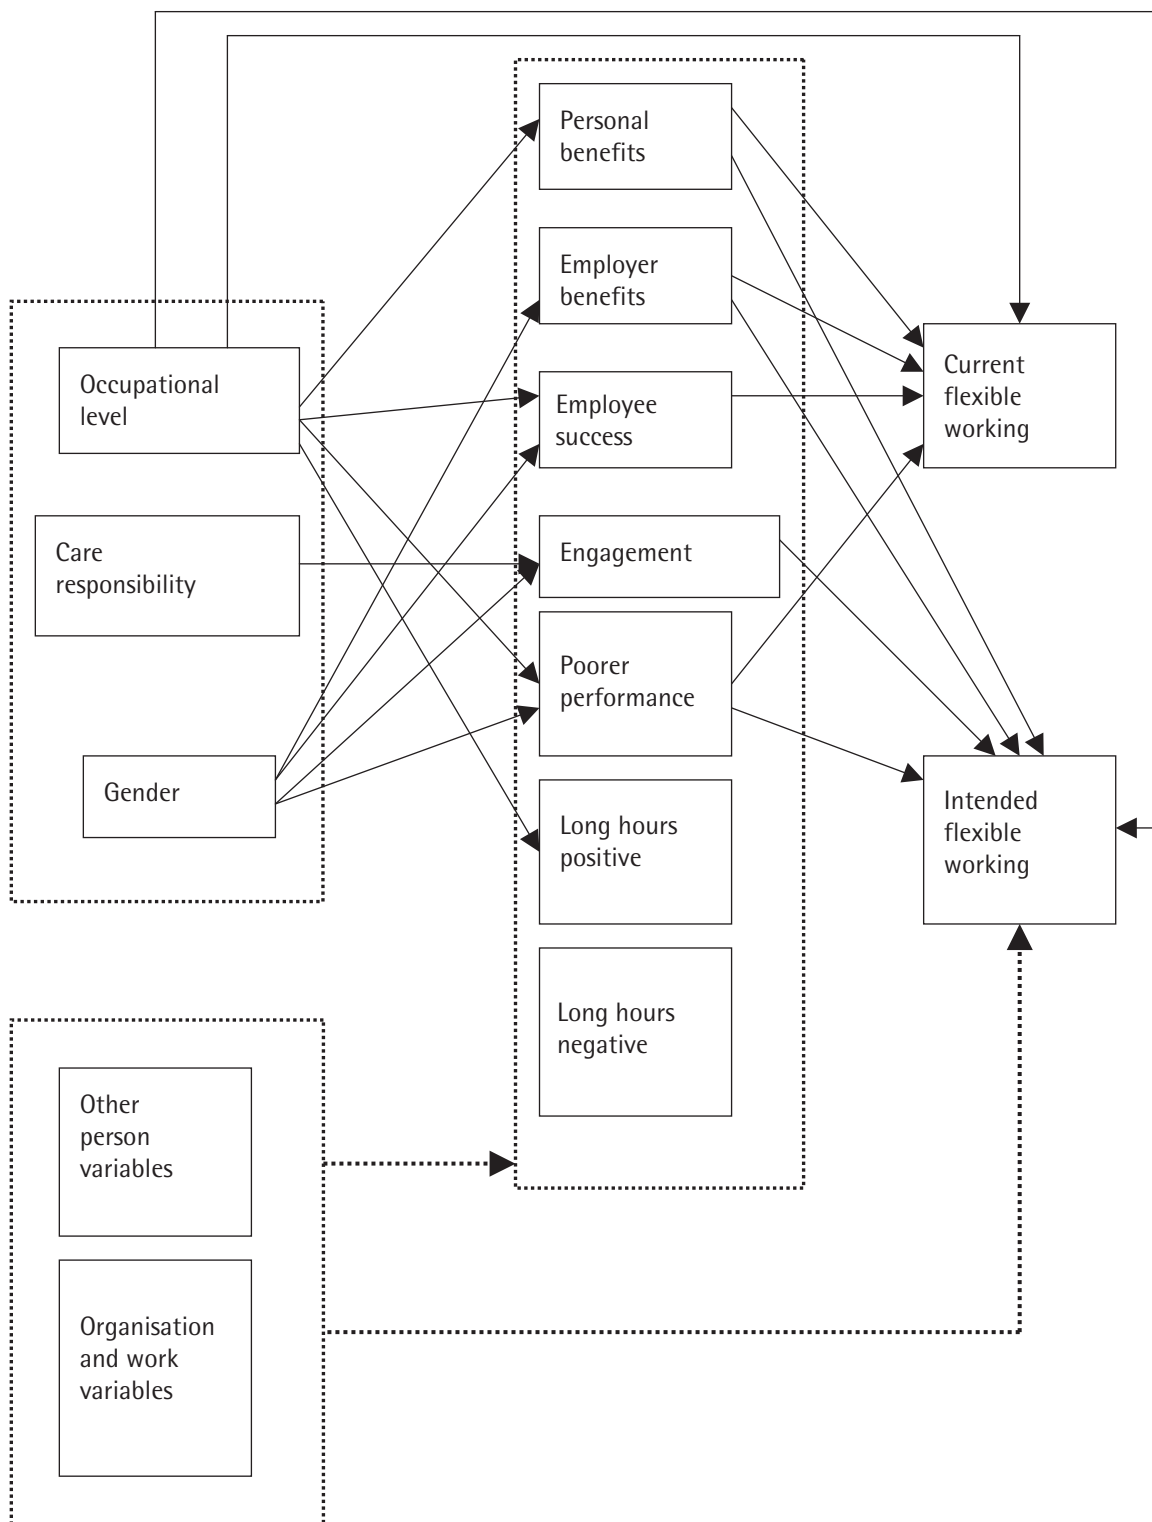 Personal
benefits
Employer
benefits
Occupational
level
Employee
success
Current
flexible
working
Care
responsibility
Engagement
Poorer
performance
Gender
Long hours
positive
Intended
flexible
working
Long hours
negative
Other
person
variables
Organisation
and work
variables